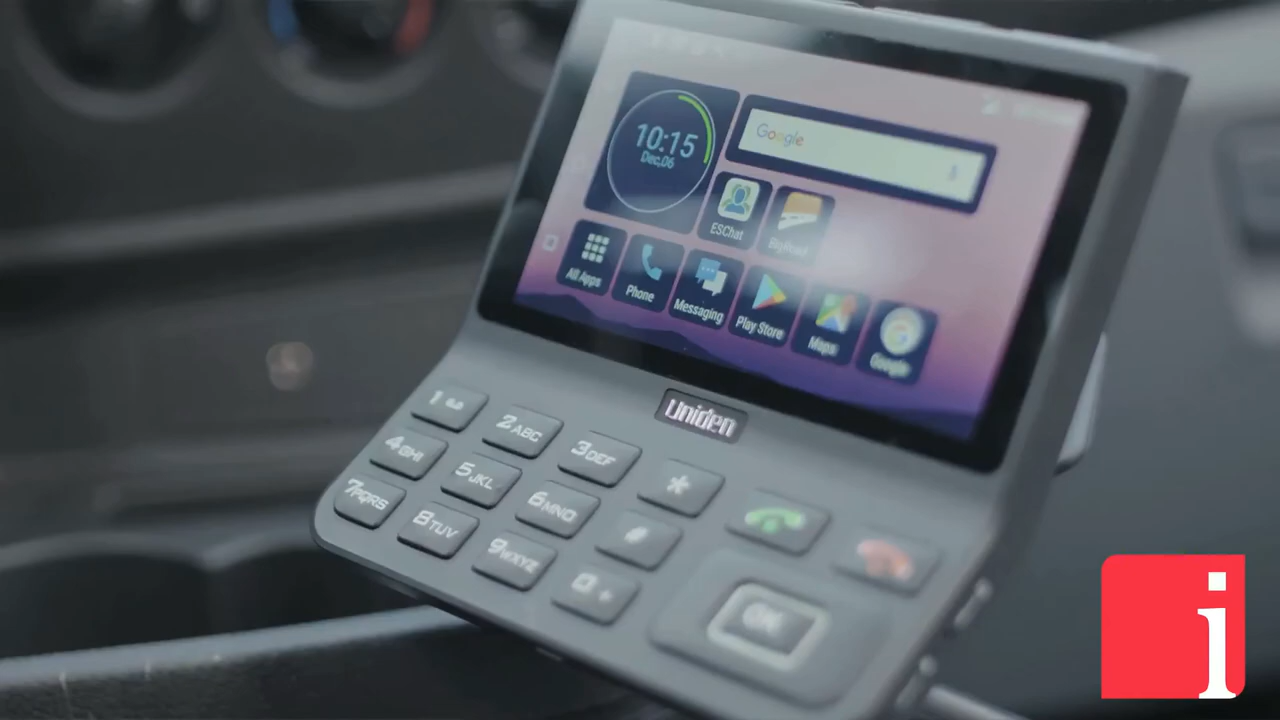 10:15
Dec,06
Google
ESChat
BigRoad
All Apps
Phone
Messaging
Play Store
Maps
Google
Uniden
1
2ABC
3DEF
*
4GHI
5JKL
6MNO
#
7PQRS
8TUV
9WXYZ
0 +
OK
i